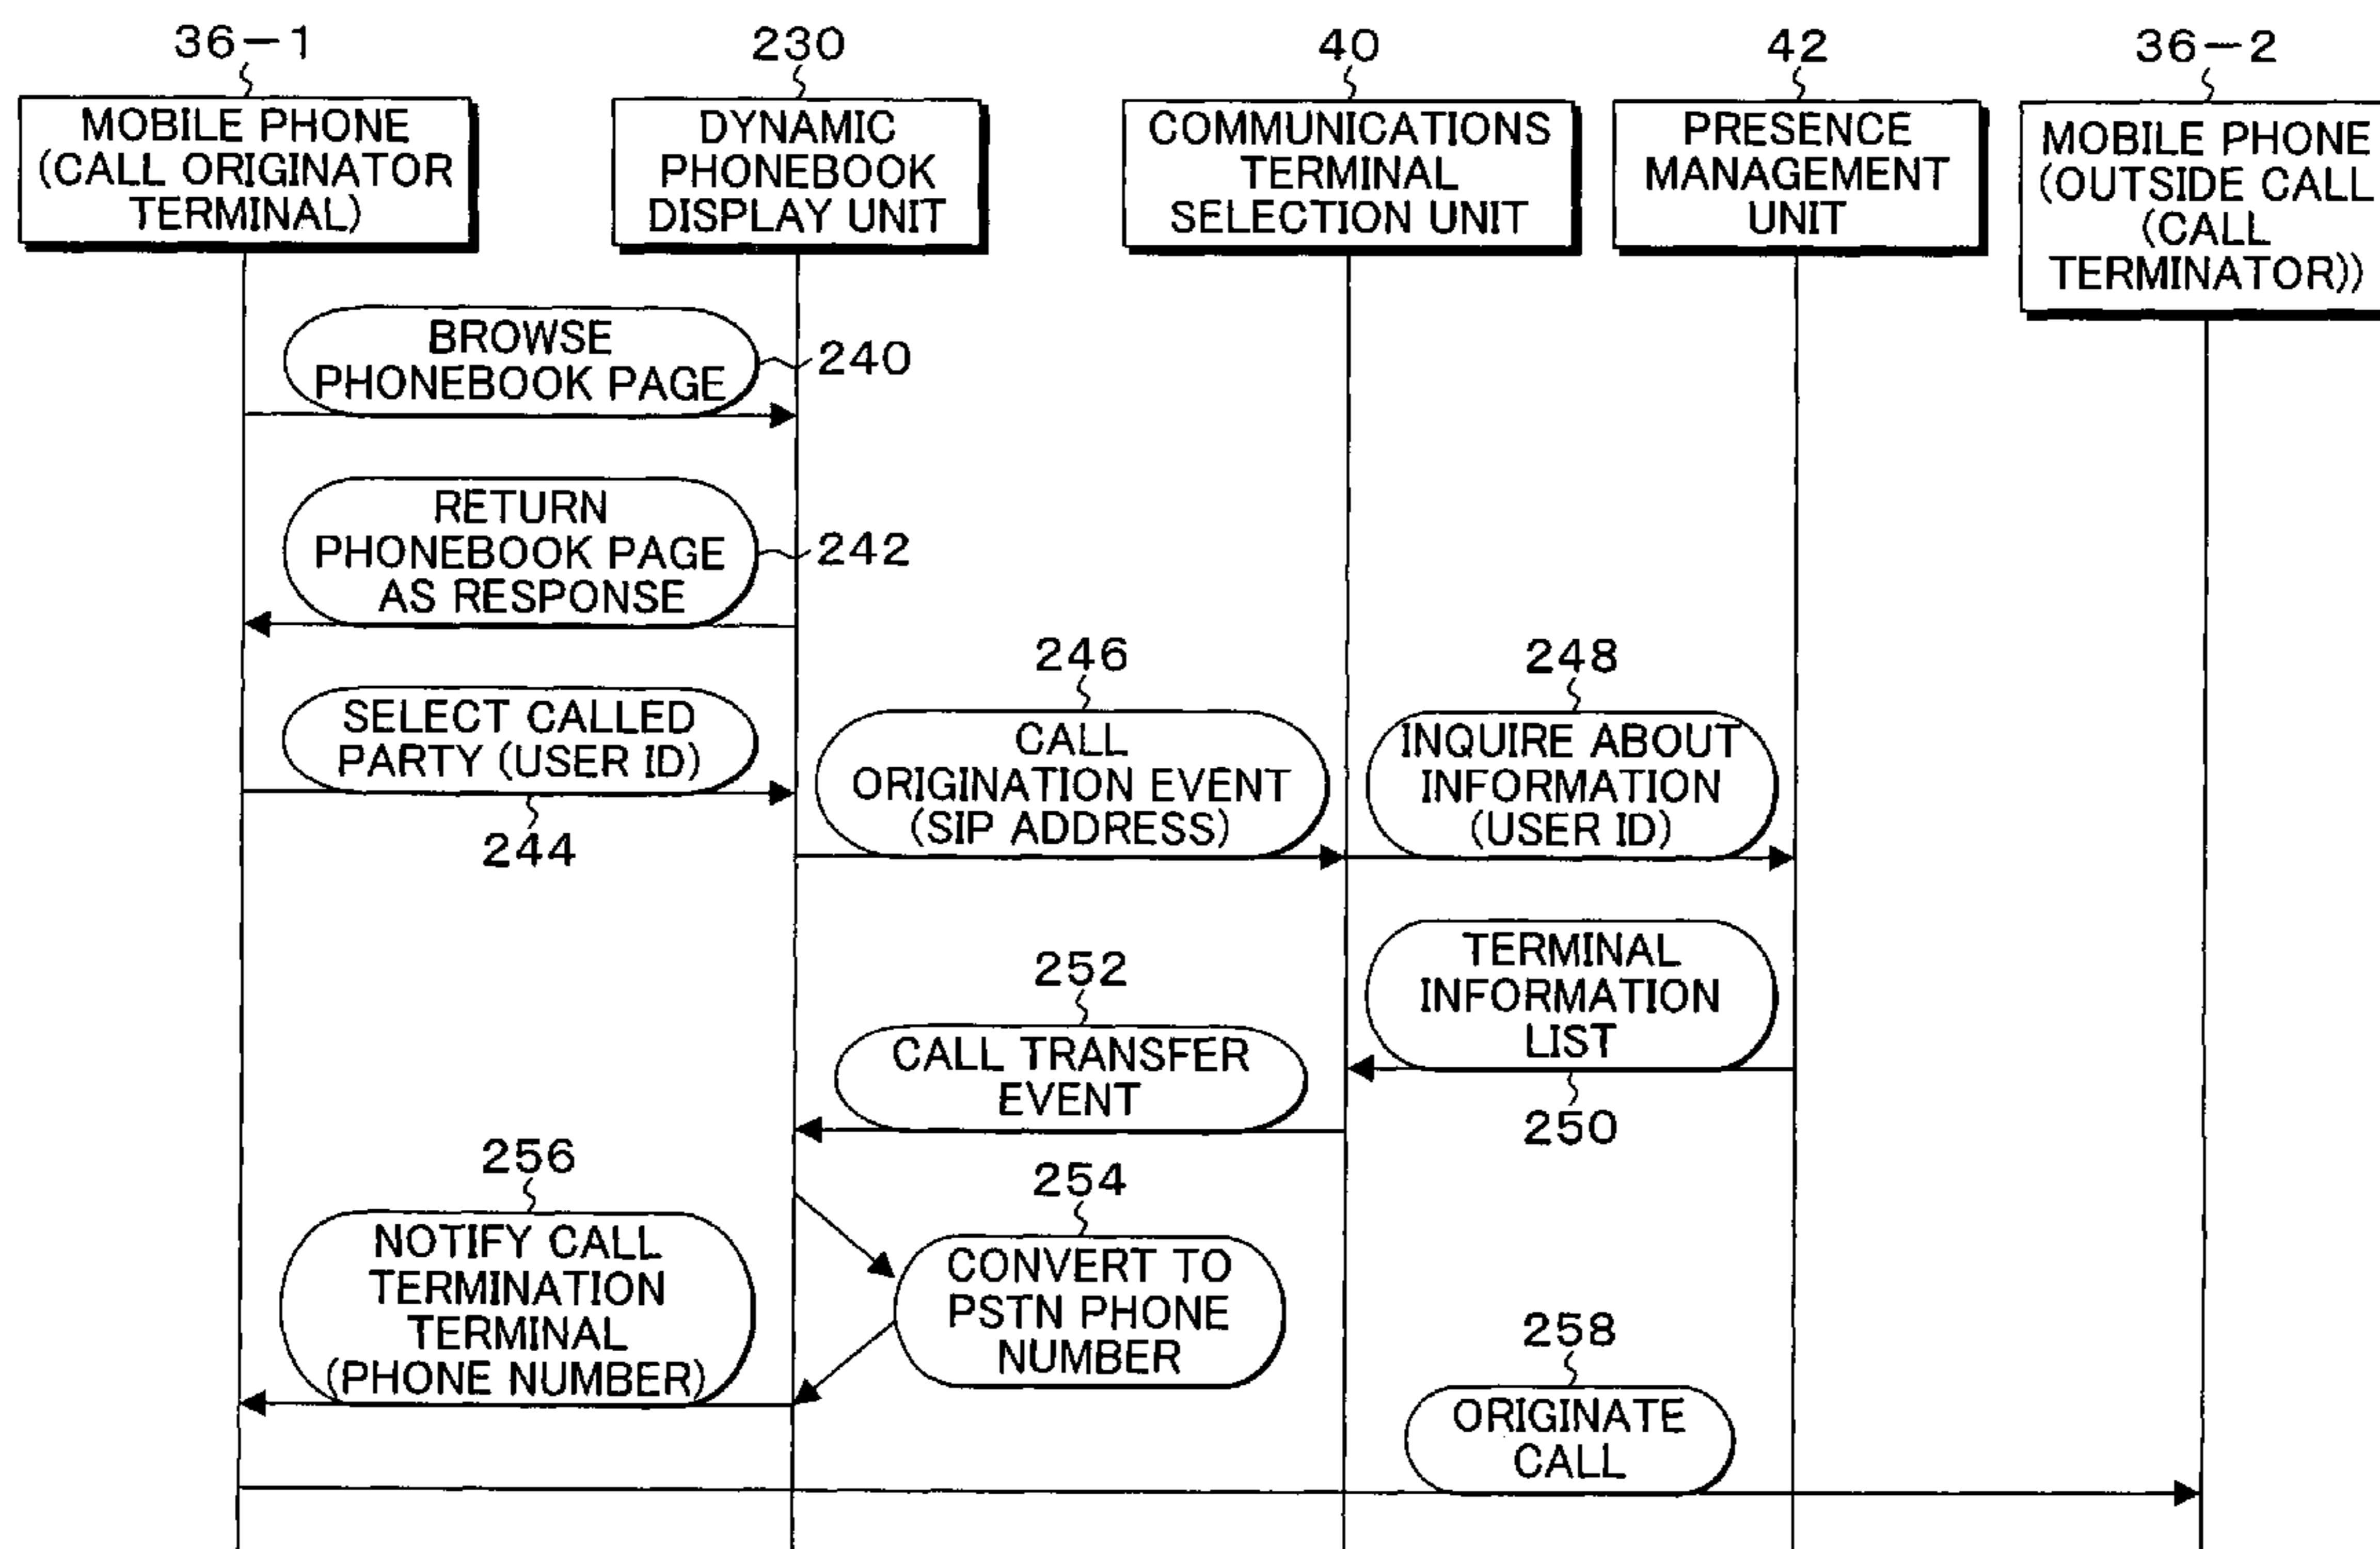 36-1
230
40
42
36-2
MOBILE PHONE
(CALL ORIGINATOR
TERMINAL)
DYNAMIC
PHONEBOOK
DISPLAY UNIT
COMMUNICATIONS
TERMINAL
SELECTION UNIT
PRESENCE
MANAGEMENT
UNIT
MOBILE PHONE
(OUTSIDE CALL
(CALL
TERMINATOR))
BROWSE
PHONEBOOK PAGE
240
RETURN
PHONEBOOK PAGE
AS RESPONSE
242
SELECT CALLED
PARTY (USER ID)
244
246
CALL
ORIGINATION EVENT
(SIP ADDRESS)
248
INQUIRE ABOUT
INFORMATION
(USER ID)
TERMINAL
INFORMATION
LIST
250
252
CALL TRANSFER
EVENT
254
CONVERT TO
PSTN PHONE
NUMBER
256
NOTIFY CALL
TERMINATION
TERMINAL
(PHONE NUMBER)
258
ORIGINATE
CALL